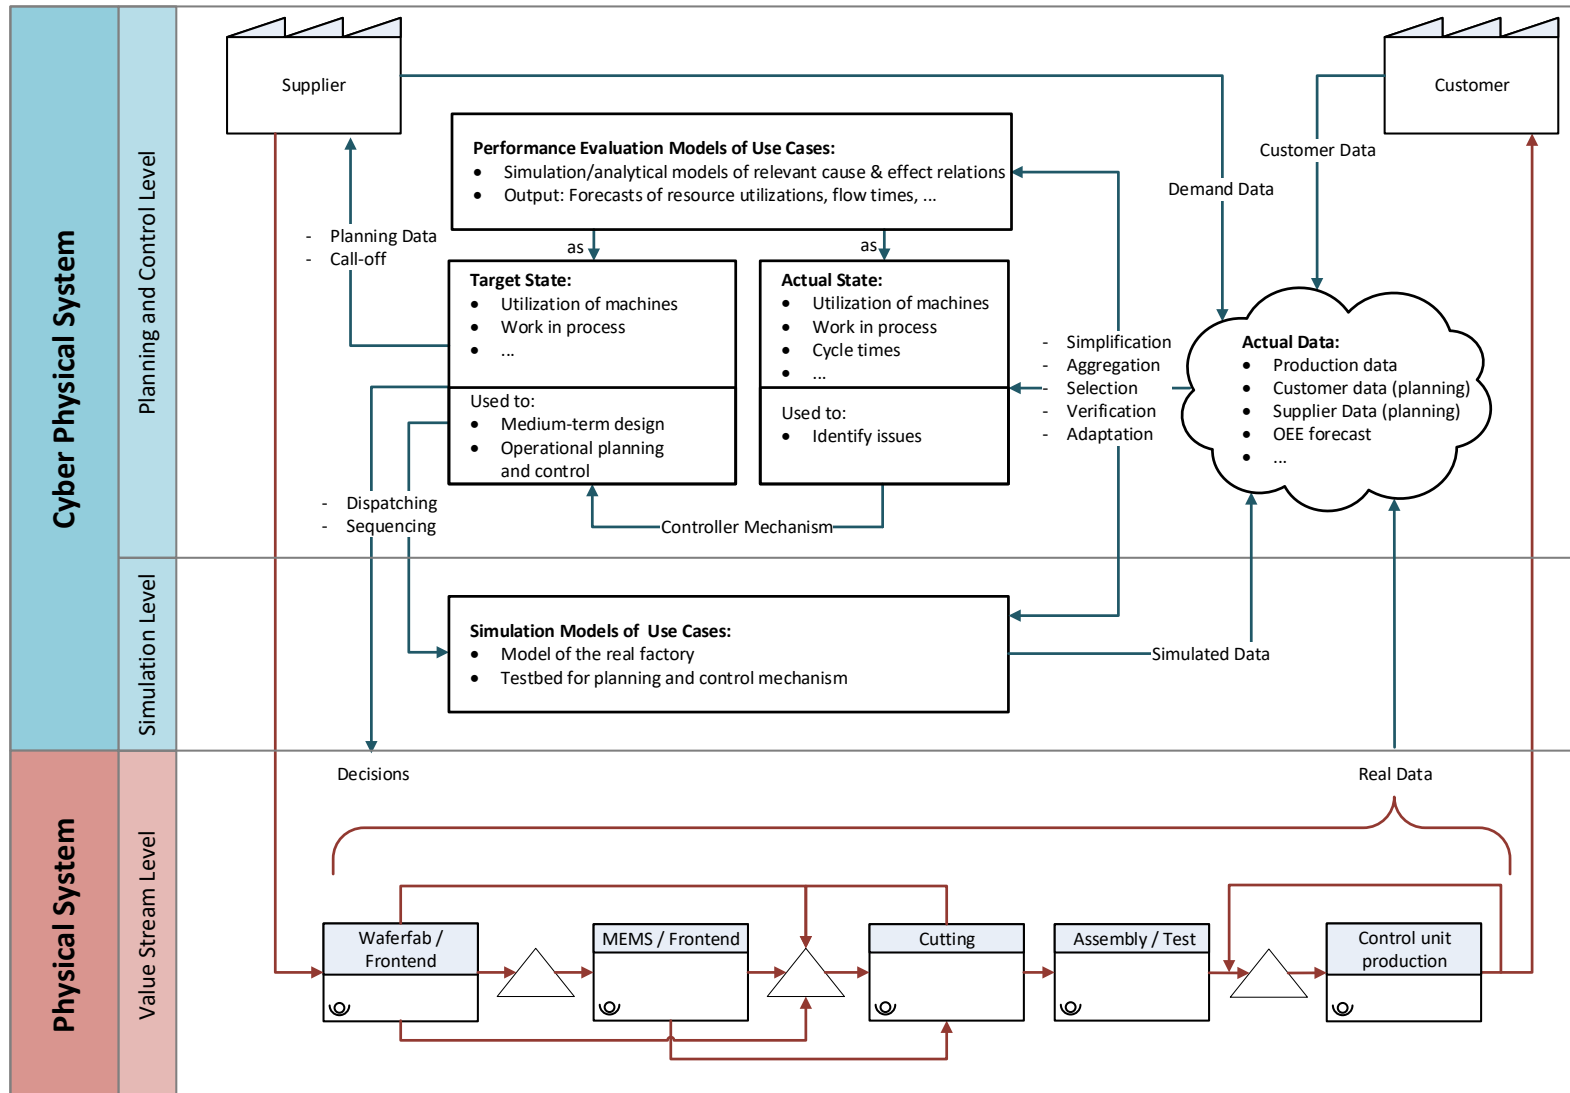 Cyber Physical System
Planning and Control Level
Simulation Level
Physical System
Value Stream Level
Supplier
Customer
Performance Evaluation Models of Use Cases:
• Simulation/analytical models of relevant cause & effect relations
• Output: Forecasts of resource utilizations, flow times, ...
Customer Data
Demand Data
- Planning Data
- Call-off
as
as
Target State:
• Utilization of machines
• Work in process
• ...
Used to:
• Medium-term design
• Operational planning
and control
Actual State:
• Utilization of machines
• Work in process
• Cycle times
• ...
Used to:
• Identify issues
- Simplification
- Aggregation
- Selection
- Verification
- Adaptation
Actual Data:
• Production data
• Customer data (planning)
• Supplier Data (planning)
• OEE forecast
• ...
- Dispatching
- Sequencing
Controller Mechanism
Simulation Models of Use Cases:
• Model of the real factory
• Testbed for planning and control mechanism
Simulated Data
Decisions
Real Data
Waferfab /
Frontend
MEMS / Frontend
Cutting
Assembly / Test
Control unit
production